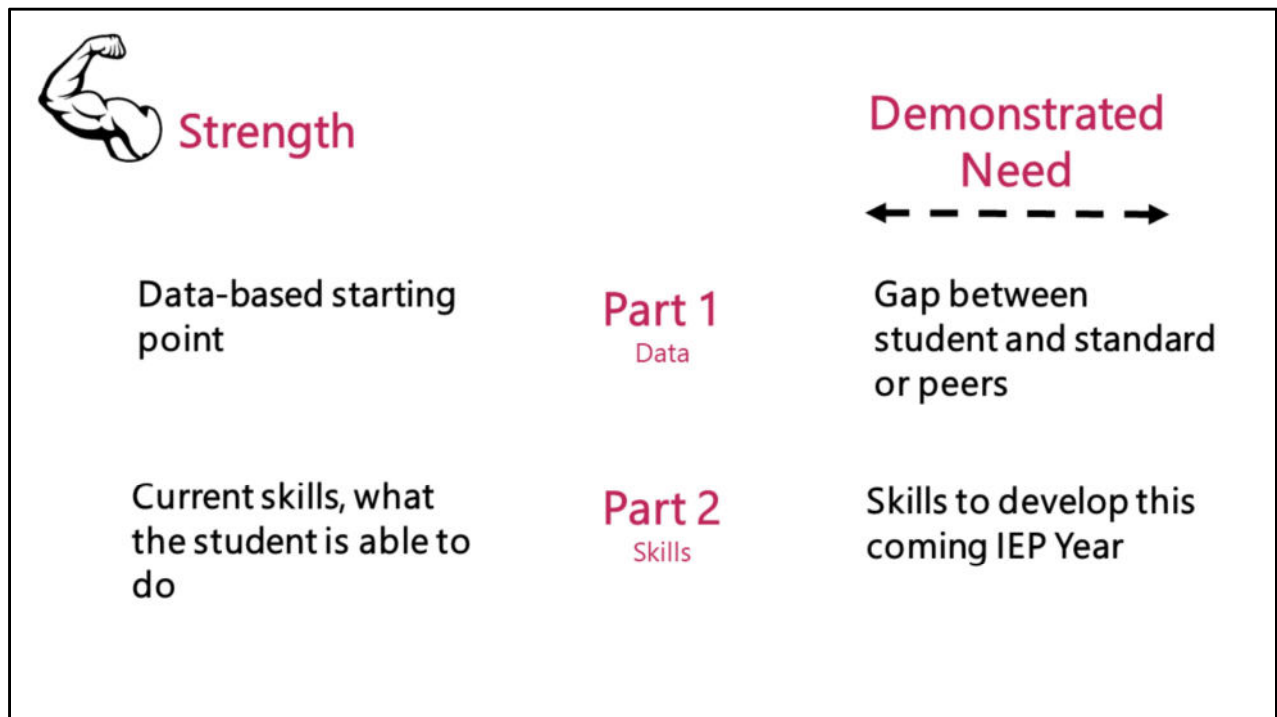 Strength
Demonstrated
Need
Data-based starting
point
Part 1
Data
Gap between
student and standard
or peers
Current skills, what
the student is able to
do
Part 2
Skills
Skills to develop this
coming IEP Year